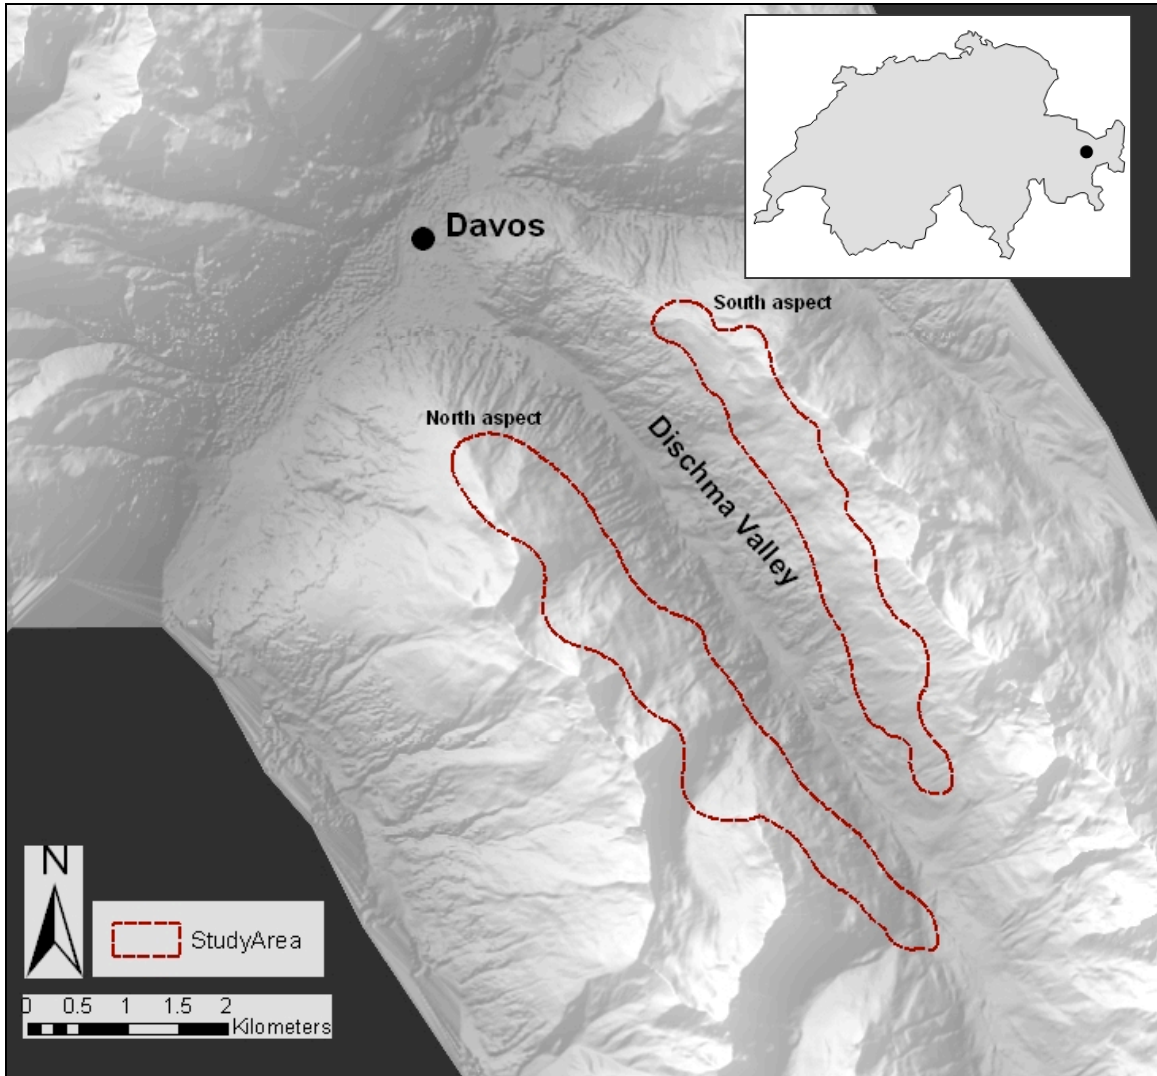 Davos
South aspect
North aspect
Dischma Valley
N
StudyArea
0 0.5 1 1.5 2
Kilometers